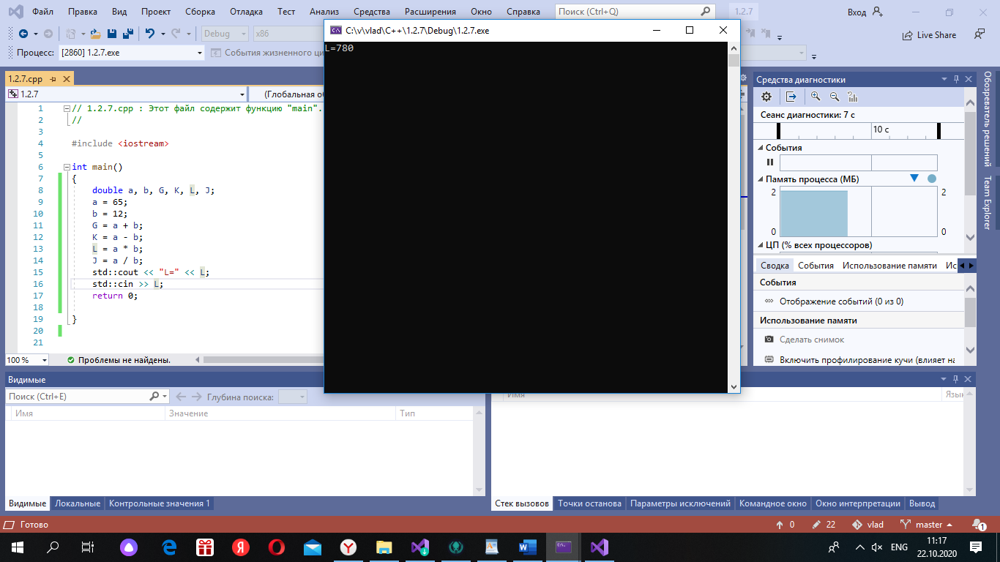 Файл Правка Вид Проект Сборка Отладка Тест Анализ Средства Расширения Окно Справка Поиск (Ctrl+Q) 1.2.7 Вход
Debug x86 Live Share
Процесс: [2860] 1.2.7.exe События жизненного ци
C:\v\vlad\C++\1.2.7\Debug\1.2.7.exe
L=780
1.2.7.cpp
1.2.7 (Глобальная об
1 // 1.2.7.cpp : Этот файл содержит функцию "main".
2 //
3
4 #include <iostream>
5
6 int main()
7 {
8 double a, b, G, K, L, J;
9 a = 65;
10 b = 12;
11 G = a + b;
12 K = a - b;
13 L = a * b;
14 J = a / b;
15 std::cout << "L=" << L;
16 std::cin >> L;
17 return 0;
18
19 }
20
21
100 % Проблемы не найдены.
Средства диагностики
Сеанс диагностики: 7 с
10 с
События
Память процесса (МБ)
2 2
0 0
ЦП (% всех процессоров)
Сводка События Использование памяти Ис
События
Отображение событий (0 из 0)
Использование памяти
Сделать снимок
Включить профилирование кучи (влияет на
Обозреватель решений
Team Explorer
Видимые
Поиск (Ctrl+E) Глубина поиска:
Имя Значение Тип
Имя Язык
Видимые Локальные Контрольные значения 1
Стек вызовов Точки останова Параметры исключений Командное окно Окно интерпретации Вывод
Готово 0 22 vlad master 1
ENG
11:17
22.10.2020